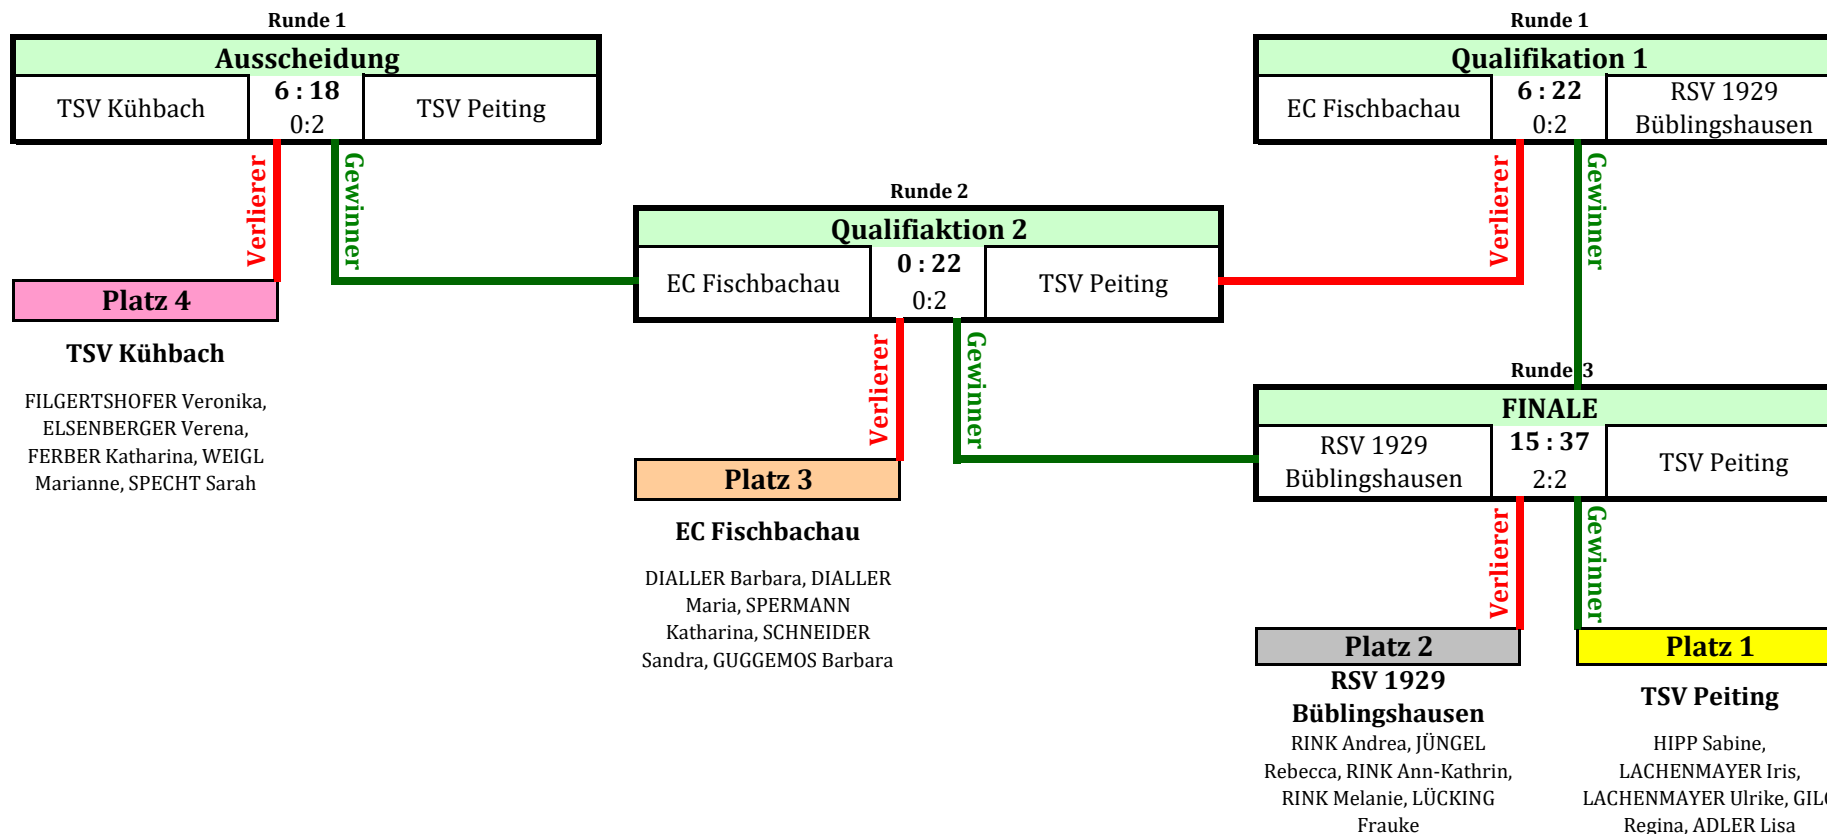 Runde 1
Ausscheidung
TSV Kühbach
6 : 18
0:2
TSV Peiting
Verlierer
Gewinner
Runde 1
Qualifikation 1
EC Fischbachau
6 : 22
0:2
RSV 1929
Büblingshausen
Verlierer
Gewinner
Runde 2
Qualifiaktion 2
EC Fischbachau
0 : 22
0:2
TSV Peiting
Verlierer
Gewinner
Platz 4
TSV Kühbach
FILGERTSHOFER Veronika,
ELSENBERGER Verena,
FERBER Katharina, WEIGL
Marianne, SPECHT Sarah
Runde 3
FINALE
RSV 1929
Büblingshausen
15 : 37
2:2
TSV Peiting
Verlierer
Gewinner
Platz 3
EC Fischbachau
DIALLER Barbara, DIALLER
Maria, SPERMANN
Katharina, SCHNEIDER
Sandra, GUGGEMOS Barbara
Platz 2
RSV 1929
Büblingshausen
RINK Andrea, JÜNGEL
Rebecca, RINK Ann-Kathrin,
RINK Melanie, LÜCKING
Frauke
Platz 1
TSV Peiting
HIPP Sabine,
LACHENMAYER Iris,
LACHENMAYER Ulrike,
Regina, ADLER Lisa